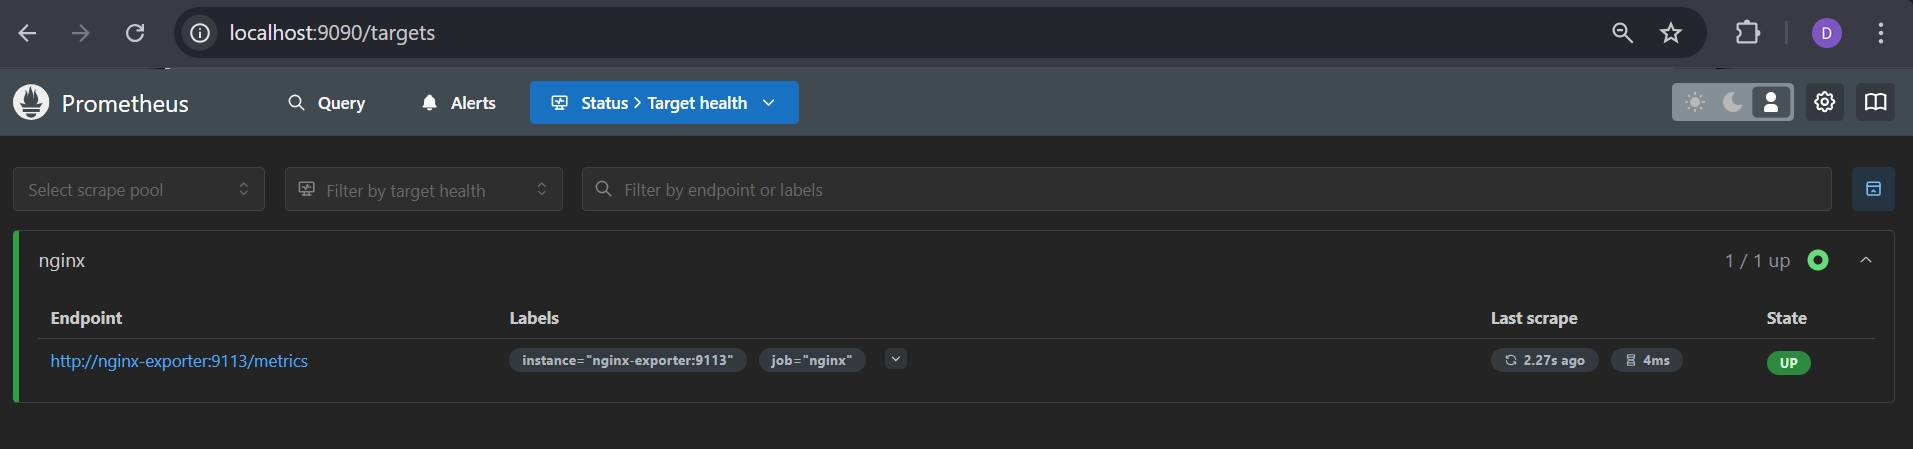 localhost:9090/targets
D
Prometheus Query Alerts Status > Target health
Select scrape pool Filter by target health Filter by endpoint or labels
nginx 1 / 1 up
Endpoint Labels Last scrape State
http://nginx-exporter:9113/metrics instance="nginx-exporter:9113" job="nginx" 2.27s ago 4ms UP